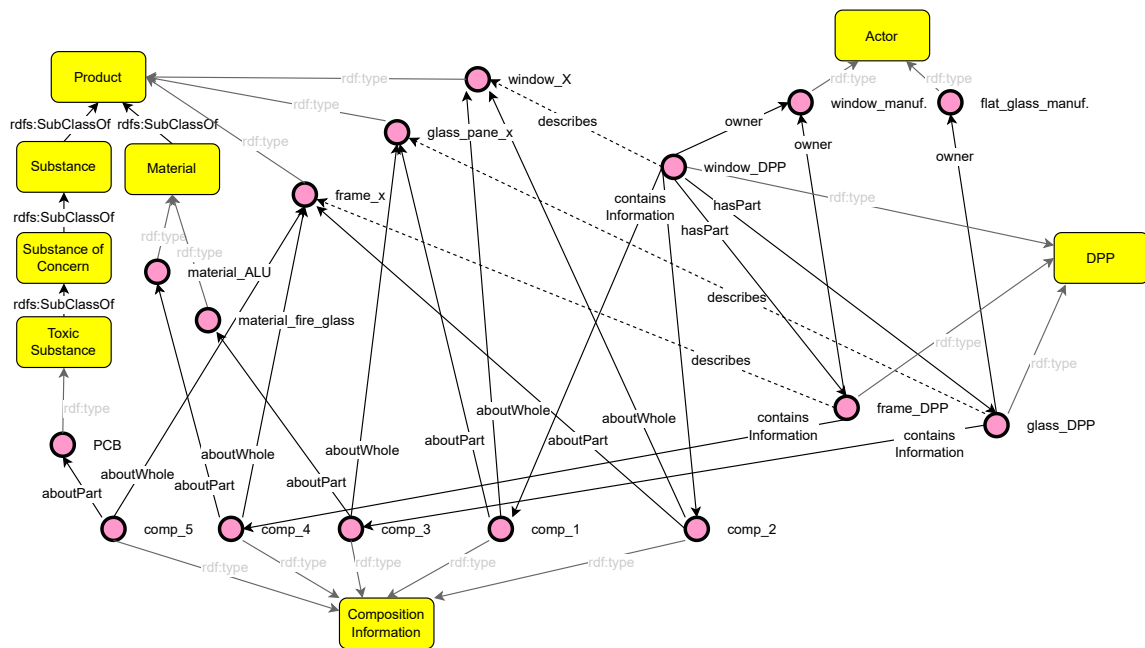 Actor
Product
rdf:type
window_X
rdf:type
rdf:type
describes
window_manuf.
flat_glass_manuf.
rdf:type
owner
rdfs:SubClassOf
rdfs:SubClassOf
glass_pane_x
owner
owner
Substance
Material
window_DPP
rdf:type
frame_x
contains
Information
hasPart
rdf:type
rdfs:SubClassOf
hasPart
rdf:type
rdf:type
Substance of
Concern
material_ALU
DPP
rdfs:SubClassOf
describes
material_fire_glass
Toxic
Substance
rdf:type
describes
rdf:type
rdf:type
frame_DPP
aboutWhole
aboutWhole
contains
Information
glass_DPP
PCB
aboutPart
aboutPart
contains
Information
aboutWhole
aboutWhole
aboutWhole
aboutPart
aboutPart
aboutPart
comp_5
comp_4
comp_3
comp_1
comp_2
rdf:type
rdf:type
rdf:type
rdf:type
rdf:type
Composition
Information